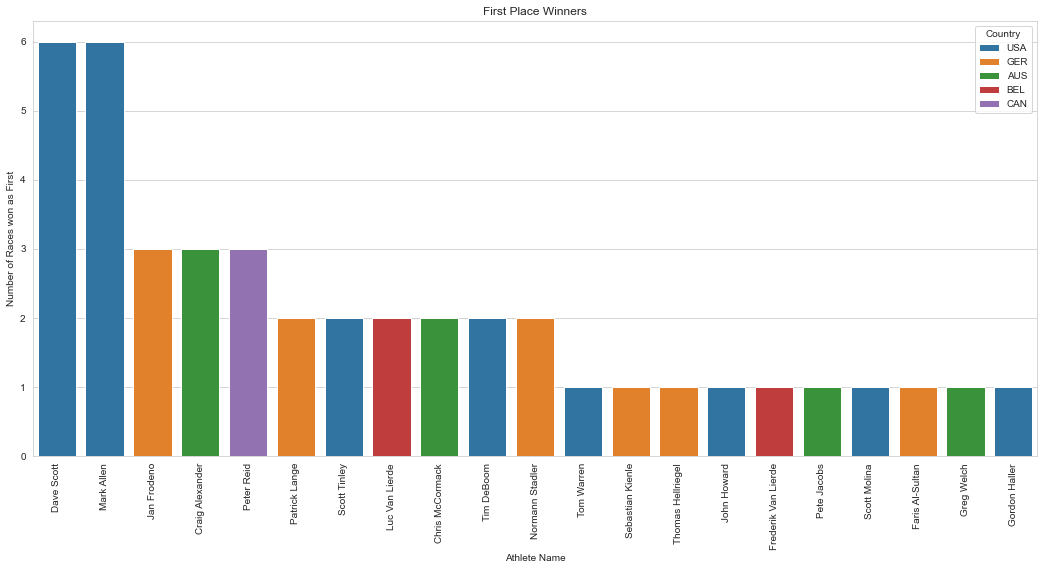 First Place Winners
Country
USA
GER
AUS
BEL
CAN
Number of Races won as First
6
5
4
3
2
1
0
Dave Scott
Mark Allen
Jan Frodeno
Craig Alexander
Peter Reid
Patrick Lange
Scott Tinley
Luc Van Lierde
Chris McCormack
Tim DeBoom
Normann Stadler
Tom Warren
Sebastian Kienle
Thomas Hellriegel
John Howard
Frederik Van Lierde
Pete Jacobs
Scott Molina
Faris Al-Sultan
Greg Welch
Gordon Haller
Athlete Name